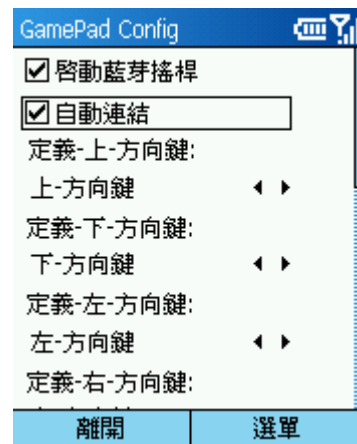 GamePad Config
啓動藍芽搖桿
自動連結
定義-上-方向鍵:
上-方向鍵
定義-下-方向鍵:
下-方向鍵
定義-左-方向鍵:
左-方向鍵
定義-右-方向鍵:
離開
選單